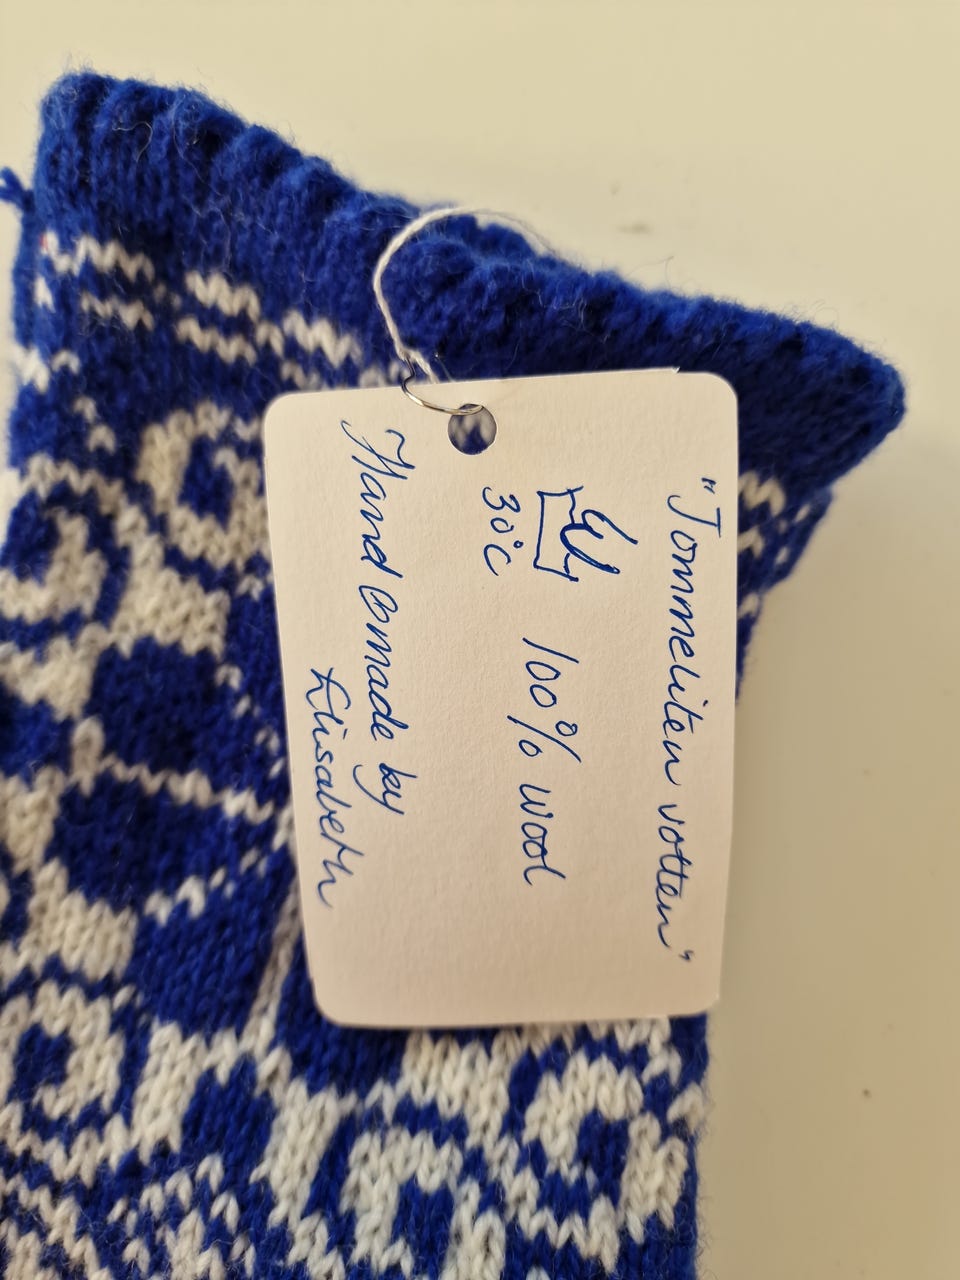 "Tommeliten votten"
100% wool
30°C
Hand made by
Elisabeth